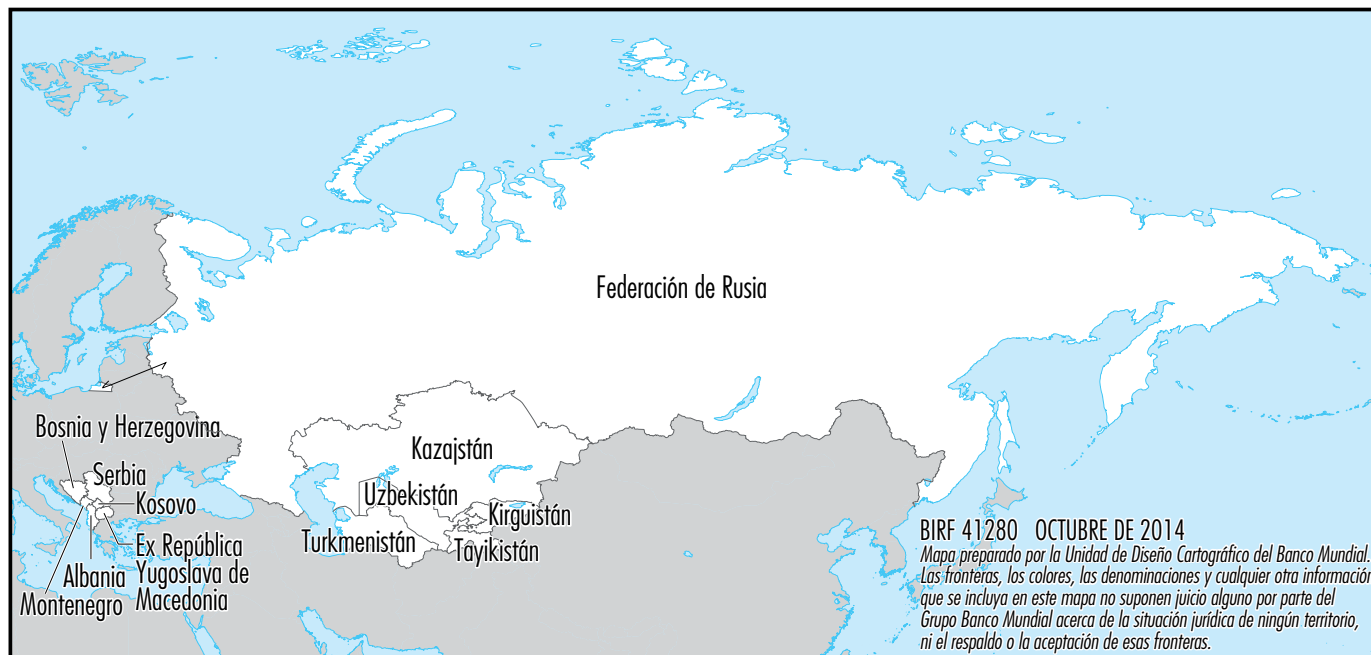 Federación de Rusia
Bosnia y Herzegovina
Kazajstán
Serbia
Uzbekistán
Kosovo
Kirguistán
Turkmenistán
Tayikistán
Ex República
Yugoslava de
Macedonia
Albania
Montenegro
BIRF 41280 OCTUBRE DE 2014
Mapa preparado por la Unidad de Diseño Cartográfico del Banco Mundial.
Las fronteras, los colores, las denominaciones y cualquier otra información
que se incluya en este mapa no suponen juicio alguno por parte del
Grupo Banco Mundial acerca de la situación jurídica de ningún territorio,
ni el respaldo o la aceptación de esas fronteras.